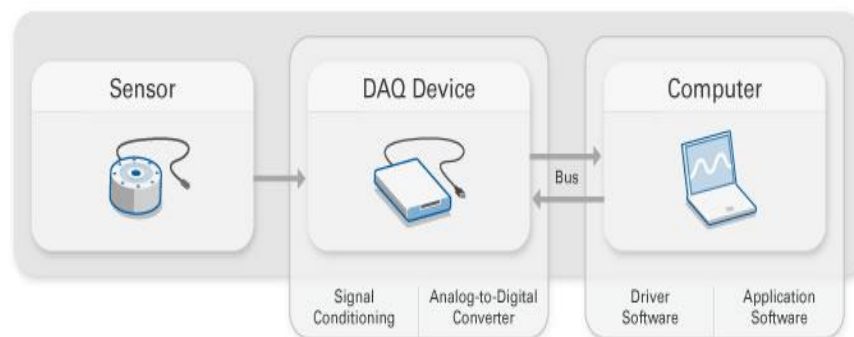 Sensor
DAQ Device
Computer
Bus
Signal
Conditioning
Analog-to-Digital
Converter
Driver
Software
Application
Software